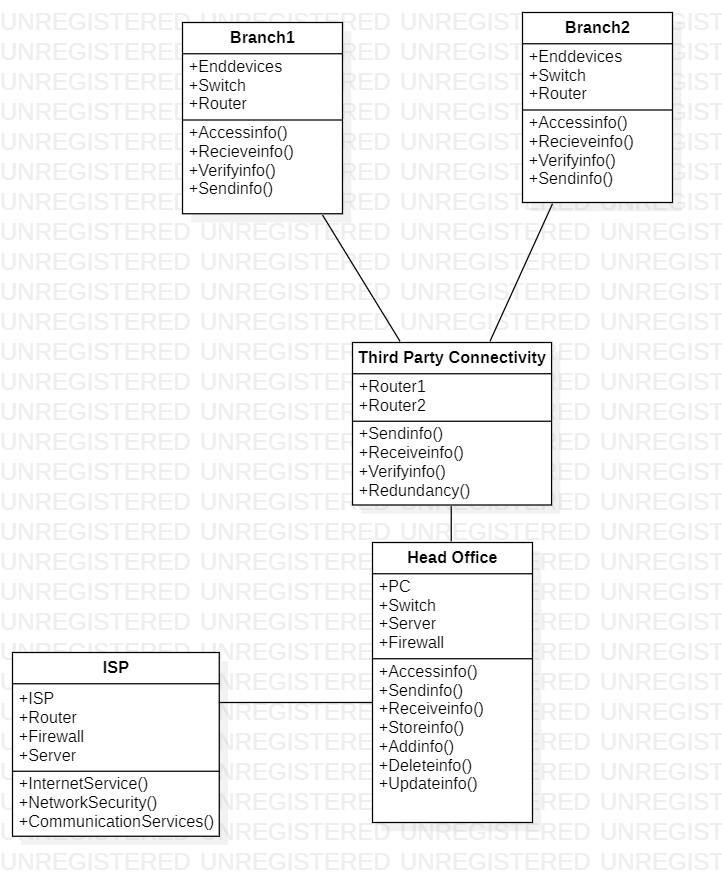 Branch1
+Enddevices
+Switch
+Router
+Accessinfo()
+Recieveinfo()
+Verifyinfo()
+Sendinfo()
Branch2
+Enddevices
+Switch
+Router
+Accessinfo()
+Recieveinfo()
+Verifyinfo()
+Sendinfo()
Third Party Connectivity
+Router1
+Router2
+Sendinfo()
+Receiveinfo()
+Verifyinfo()
+Redundancy()
Head Office
+PC
+Switch
+Server
+Firewall
+Accessinfo()
+Sendinfo()
+Receiveinfo()
+Storeinfo()
+Addinfo()
+Deleteinfo()
+Updateinfo()
ISP
+ISP
+Router
+Firewall
+Server
+InternetService()
+NetworkSecurity()
+CommunicationServices()
UNREGISTERED